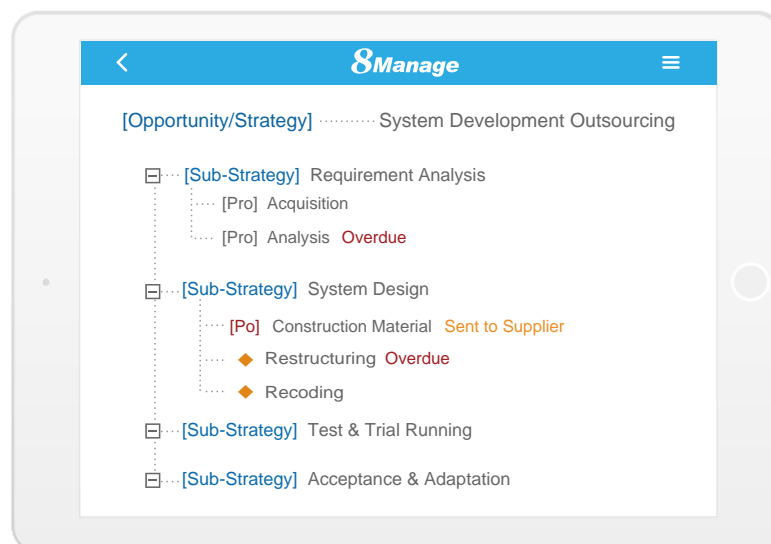 8Manage
[Opportunity/Strategy] System Development Outsourcing
[Sub-Strategy] Requirement Analysis
[Pro] Acquisition
[Pro] Analysis Overdue
[Sub-Strategy] System Design
[Po] Construction Material Sent to Supplier
Restructuring Overdue
Recoding
[Sub-Strategy] Test & Trial Running
[Sub-Strategy] Acceptance & Adaptation